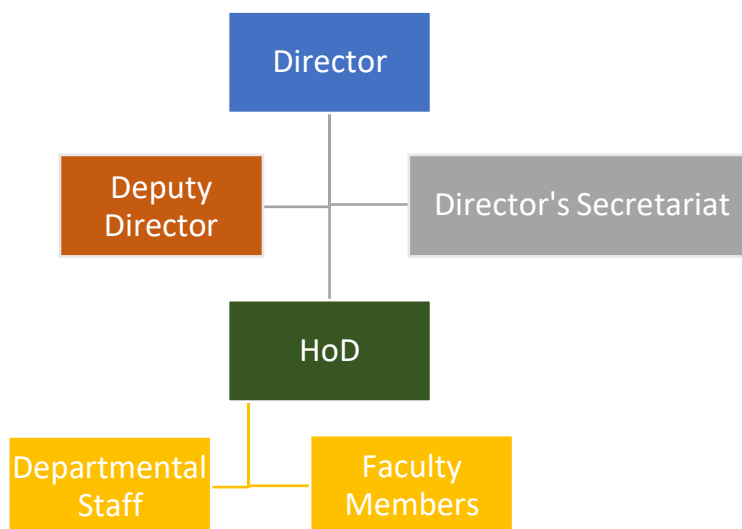 Director
Deputy
Director
Director's Secretariat
HoD
Departmental
Staff
Faculty
Members